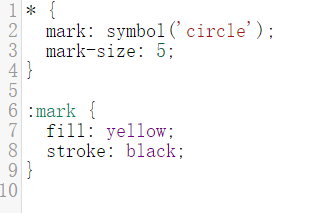 1 * {
2   mark: symbol('circle');
3   mark-size: 5;
4 }
5
6 :mark {
7   fill: yellow;
8   stroke: black;
9 }
10